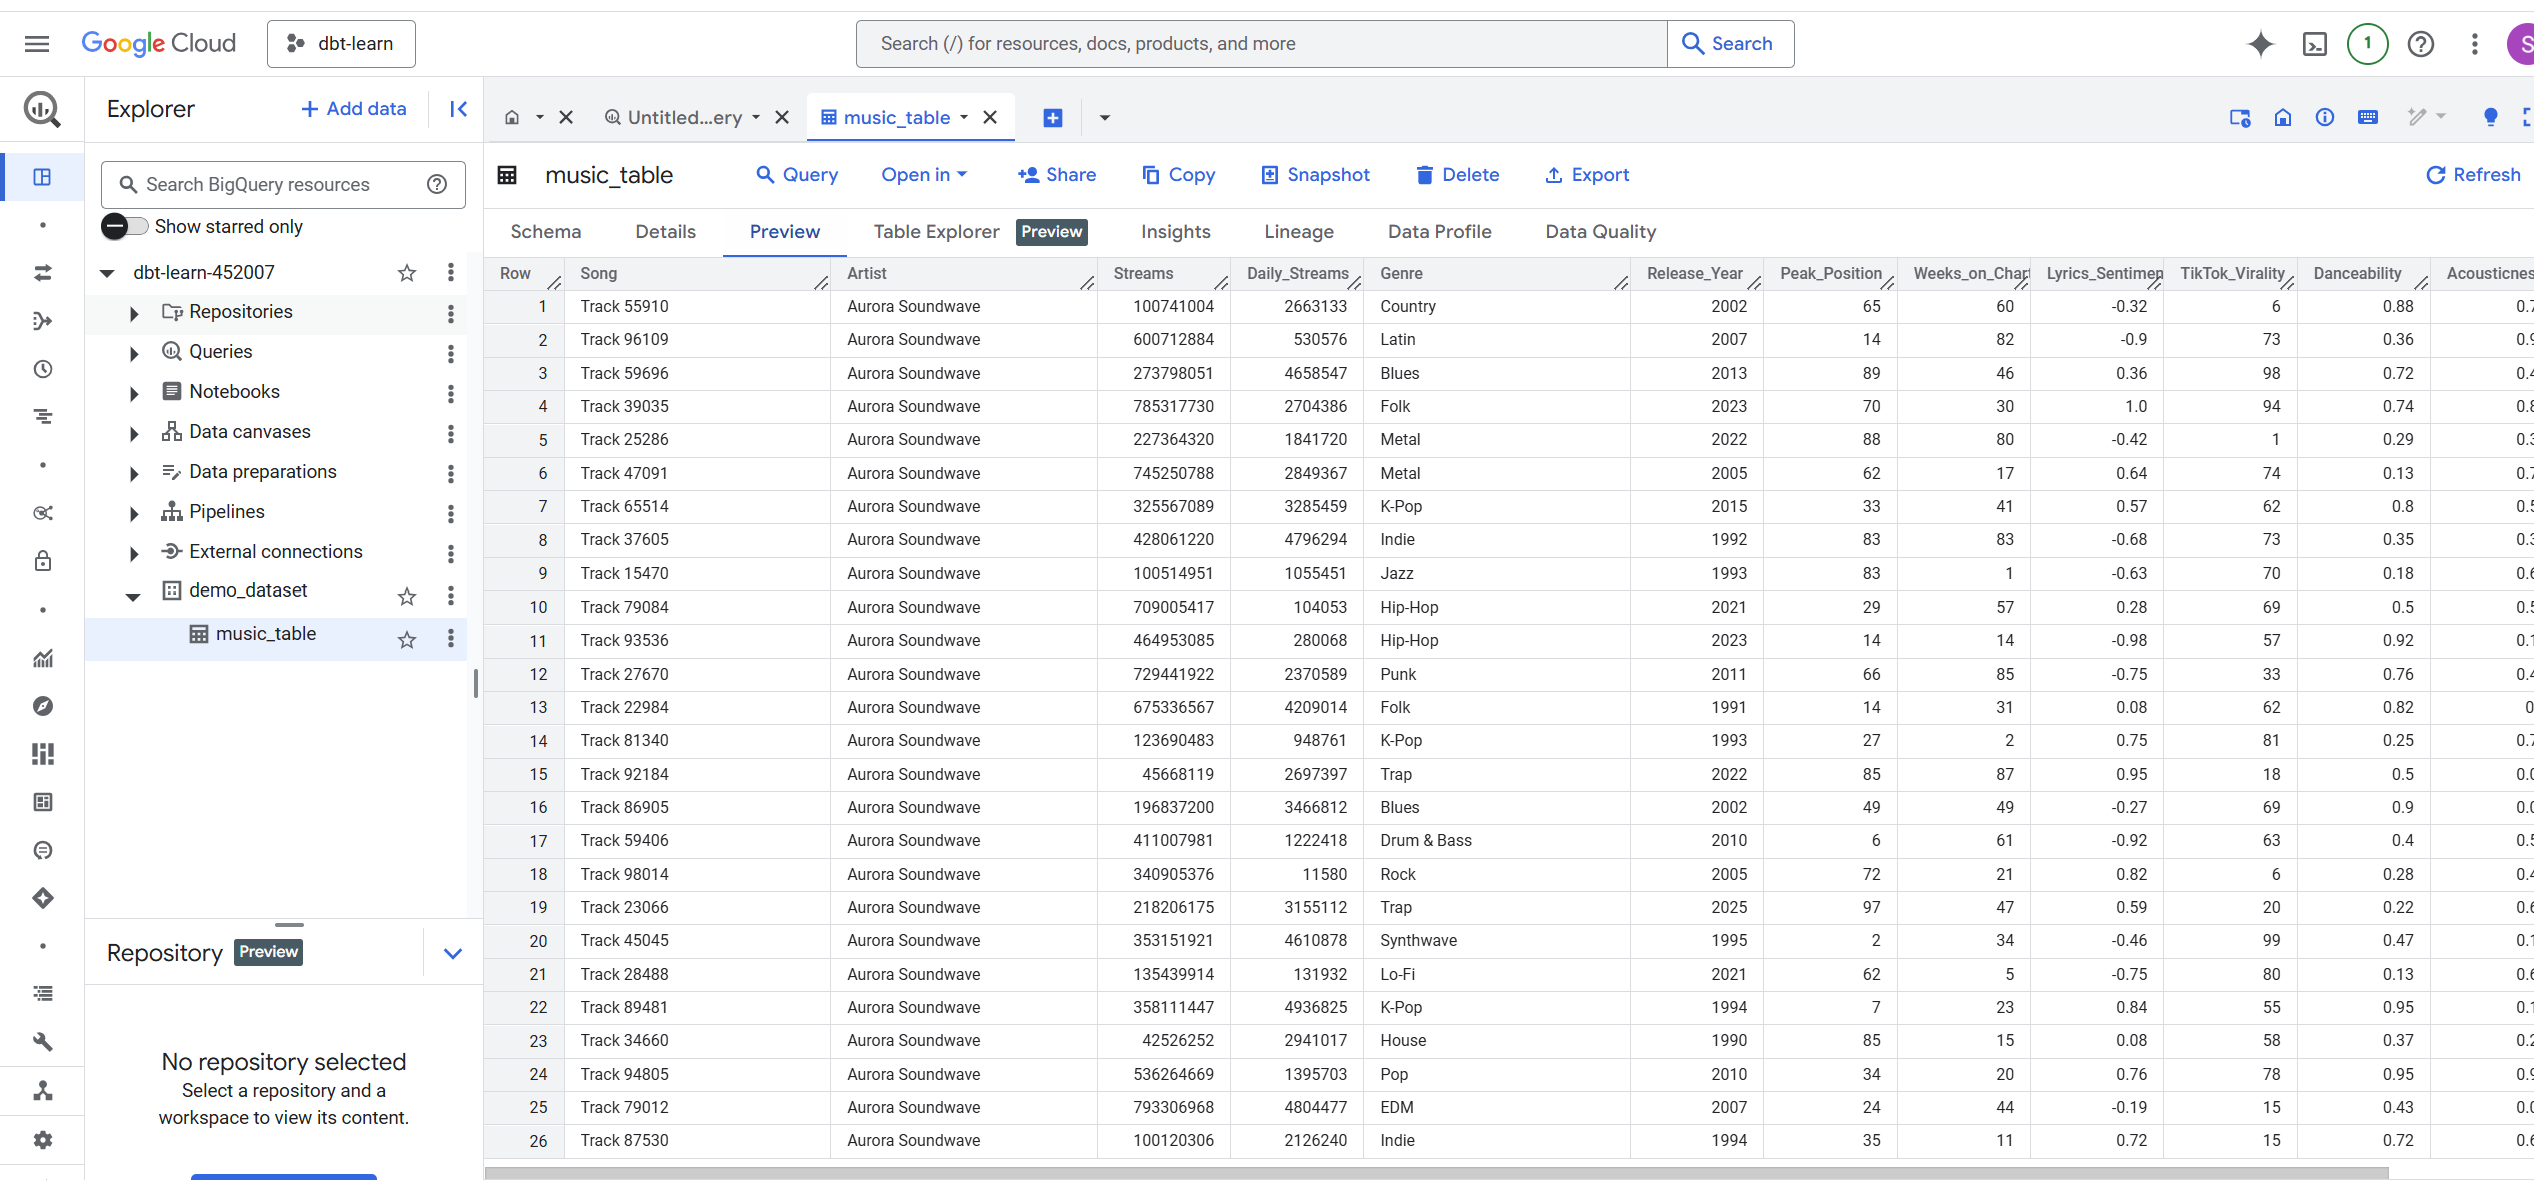 Google Cloud
dbt-learn
Search (/) for resources, docs, products, and more
Search
1
S
Explorer
Add data
Untitled...ery
music_table
Search BigQuery resources
Show starred only
dbt-learn-452007
Repositories
Queries
Notebooks
Data canvases
Data preparations
Pipelines
External connections
demo_dataset
music_table
Repository Preview
No repository selected
Select a repository and a
workspace to view its content.
music_table
Query
Open in
Share
Copy
Snapshot
Delete
Export
Refresh
Schema Details Preview Table Explorer Preview Insights Lineage Data Profile Data Quality
Row Song Artist Streams Daily_Streams Genre Release_Year Peak_Position Weeks_on_Char Lyrics_Sentimen TikTok_Virality Danceability Acousticnes
1 Track 55910 Aurora Soundwave 100741004 2663133 Country 2002 65 60 -0.32 6 0.88 0.7
2 Track 96109 Aurora Soundwave 600712884 530576 Latin 2007 14 82 -0.9 73 0.36 0.9
3 Track 59696 Aurora Soundwave 273798051 4658547 Blues 2013 89 46 0.36 98 0.72 0.4
4 Track 39035 Aurora Soundwave 785317730 2704386 Folk 2023 70 30 1.0 94 0.74 0.8
5 Track 25286 Aurora Soundwave 227364320 1841720 Metal 2022 88 80 -0.42 1 0.29 0.3
6 Track 47091 Aurora Soundwave 745250788 2849367 Metal 2005 62 17 0.64 74 0.13 0.7
7 Track 65514 Aurora Soundwave 325567089 3285459 K-Pop 2015 33 41 0.57 62 0.8 0.5
8 Track 37605 Aurora Soundwave 428061220 4796294 Indie 1992 83 83 -0.68 73 0.35 0.3
9 Track 15470 Aurora Soundwave 100514951 1055451 Jazz 1993 83 1 -0.63 70 0.18 0.6
10 Track 79084 Aurora Soundwave 709005417 104053 Hip-Hop 2021 29 57 0.28 69 0.5 0.5
11 Track 93536 Aurora Soundwave 464953085 280068 Hip-Hop 2023 14 14 -0.98 57 0.92 0.1
12 Track 27670 Aurora Soundwave 729441922 2370589 Punk 2011 66 85 -0.75 33 0.76 0.4
13 Track 22984 Aurora Soundwave 675336567 4209014 Folk 1991 14 31 0.08 62 0.82 0
14 Track 81340 Aurora Soundwave 123690483 948761 K-Pop 1993 27 2 0.75 81 0.25 0.7
15 Track 92184 Aurora Soundwave 45668119 2697397 Trap 2022 85 87 0.95 18 0.5 0.0
16 Track 86905 Aurora Soundwave 196837200 3466812 Blues 2002 49 49 -0.27 69 0.9 0.0
17 Track 59406 Aurora Soundwave 411007981 1222418 Drum & Bass 2010 6 61 -0.92 63 0.4 0.5
18 Track 98014 Aurora Soundwave 340905376 11580 Rock 2005 72 21 0.82 6 0.28 0.4
19 Track 23066 Aurora Soundwave 218206175 3155112 Trap 2025 97 47 0.59 20 0.22 0.6
20 Track 45045 Aurora Soundwave 353151921 4610878 Synthwave 1995 2 34 -0.46 99 0.47 0.1
21 Track 28488 Aurora Soundwave 135439914 131932 Lo-Fi 2021 62 5 -0.75 80 0.13 0.6
22 Track 89481 Aurora Soundwave 358111447 4936825 K-Pop 1994 7 23 0.84 55 0.95 0.1
23 Track 34660 Aurora Soundwave 42526252 2941017 House 1990 85 15 0.08 58 0.37 0.2
24 Track 94805 Aurora Soundwave 536264669 1395703 Pop 2010 34 20 0.76 78 0.95 0.9
25 Track 79012 Aurora Soundwave 793306968 4804477 EDM 2007 24 44 -0.19 15 0.43 0.0
26 Track 87530 Aurora Soundwave 100120306 2126240 Indie 1994 35 11 0.72 15 0.72 0.6